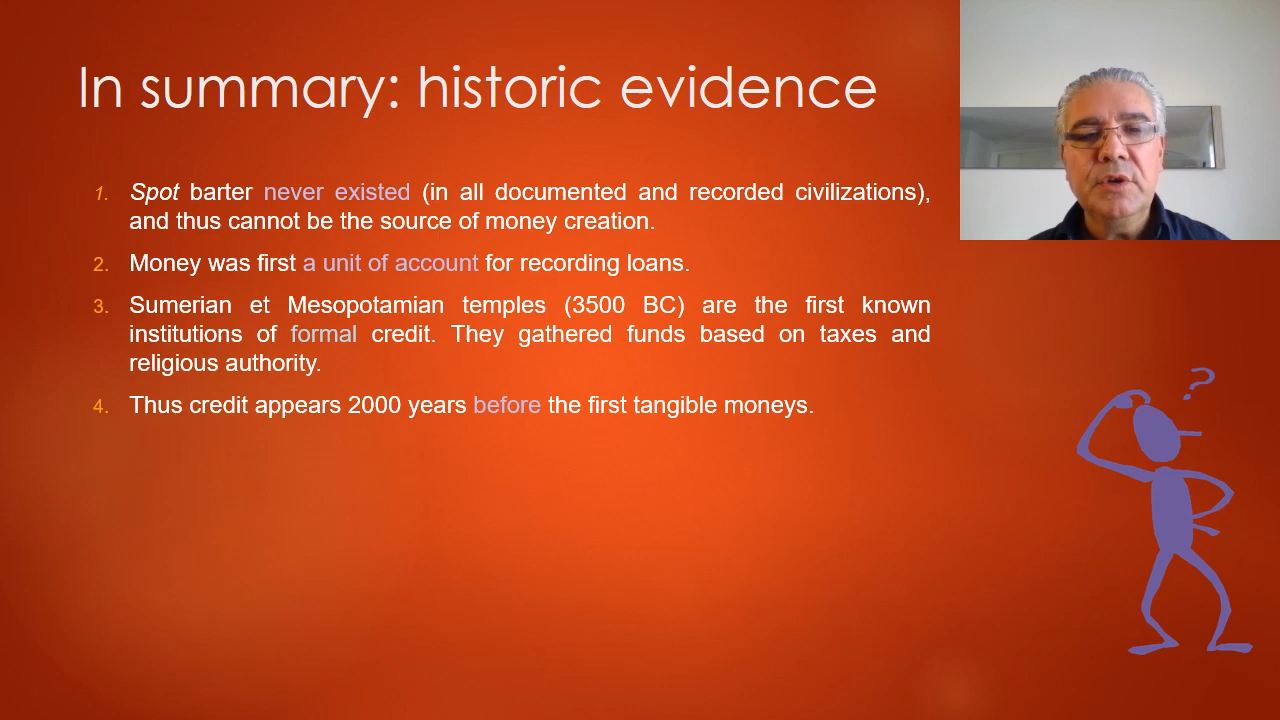 In summary: historic evidence
1. Spot barter never existed (in all documented and recorded civilizations),
and thus cannot be the source of money creation.
2. Money was first a unit of account for recording loans.
3. Sumerian et Mesopotamian temples (3500 BC) are the first known
institutions of formal credit. They gathered funds based on taxes and
religious authority.
4. Thus credit appears 2000 years before the first tangible moneys.
?